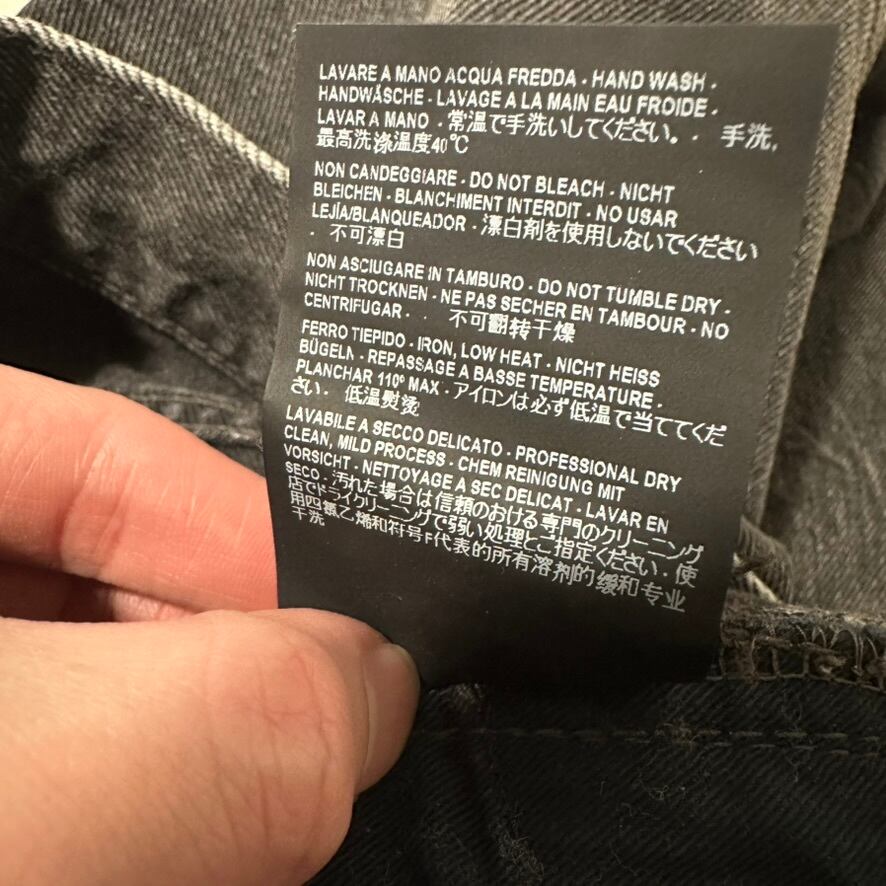 LAVARE A MANO ACQUA FREDDA - HAND WASH -
HANDWÄSCHE - LAVAGE A LA MAIN EAU FROIDE -
LAVAR A MANO - 常温で手洗いしてください。 - 手洗,
最高洗涤温度40℃
NON CANDEGGIARE - DO NOT BLEACH - NICHT
BLEICHEN - BLANCHIMENT INTERDIT - NO USAR
LEJÍA/BLANQUEADOR - 漂白剤を使用しないでください
- 不可漂白
NON ASCIUGARE IN TAMBURO - DO NOT TUMBLE DRY -
NICHT TROCKNEN - NE PAS SECHER EN TAMBOUR - NO
CENTRIFUGAR - - 不可翻转干燥
FERRO TIEPIDO - IRON, LOW HEAT - NICHT HEISS
BÜGELN - REPASSAGE A BASSE TEMPERATURE -
PLANCHAR 110º MAX - アイロンは必ず低温で当ててくだ
さい - 低温熨烫
LAVABILE A SECCO DELICATO - PROFESSIONAL DRY
CLEAN, MILD PROCESS - CHEM REINIGUNG MIT
VORSICHT - NETTOYAGE A SEC DELICAT - LAVAR EN
SECO - 汚れた場合は信頼のおける専門のクリーニング
店でドライクリーニングで弱い処理とご指定ください - 使
用四氯乙烯和符号F代表的所有溶剂的缓和专业
干洗